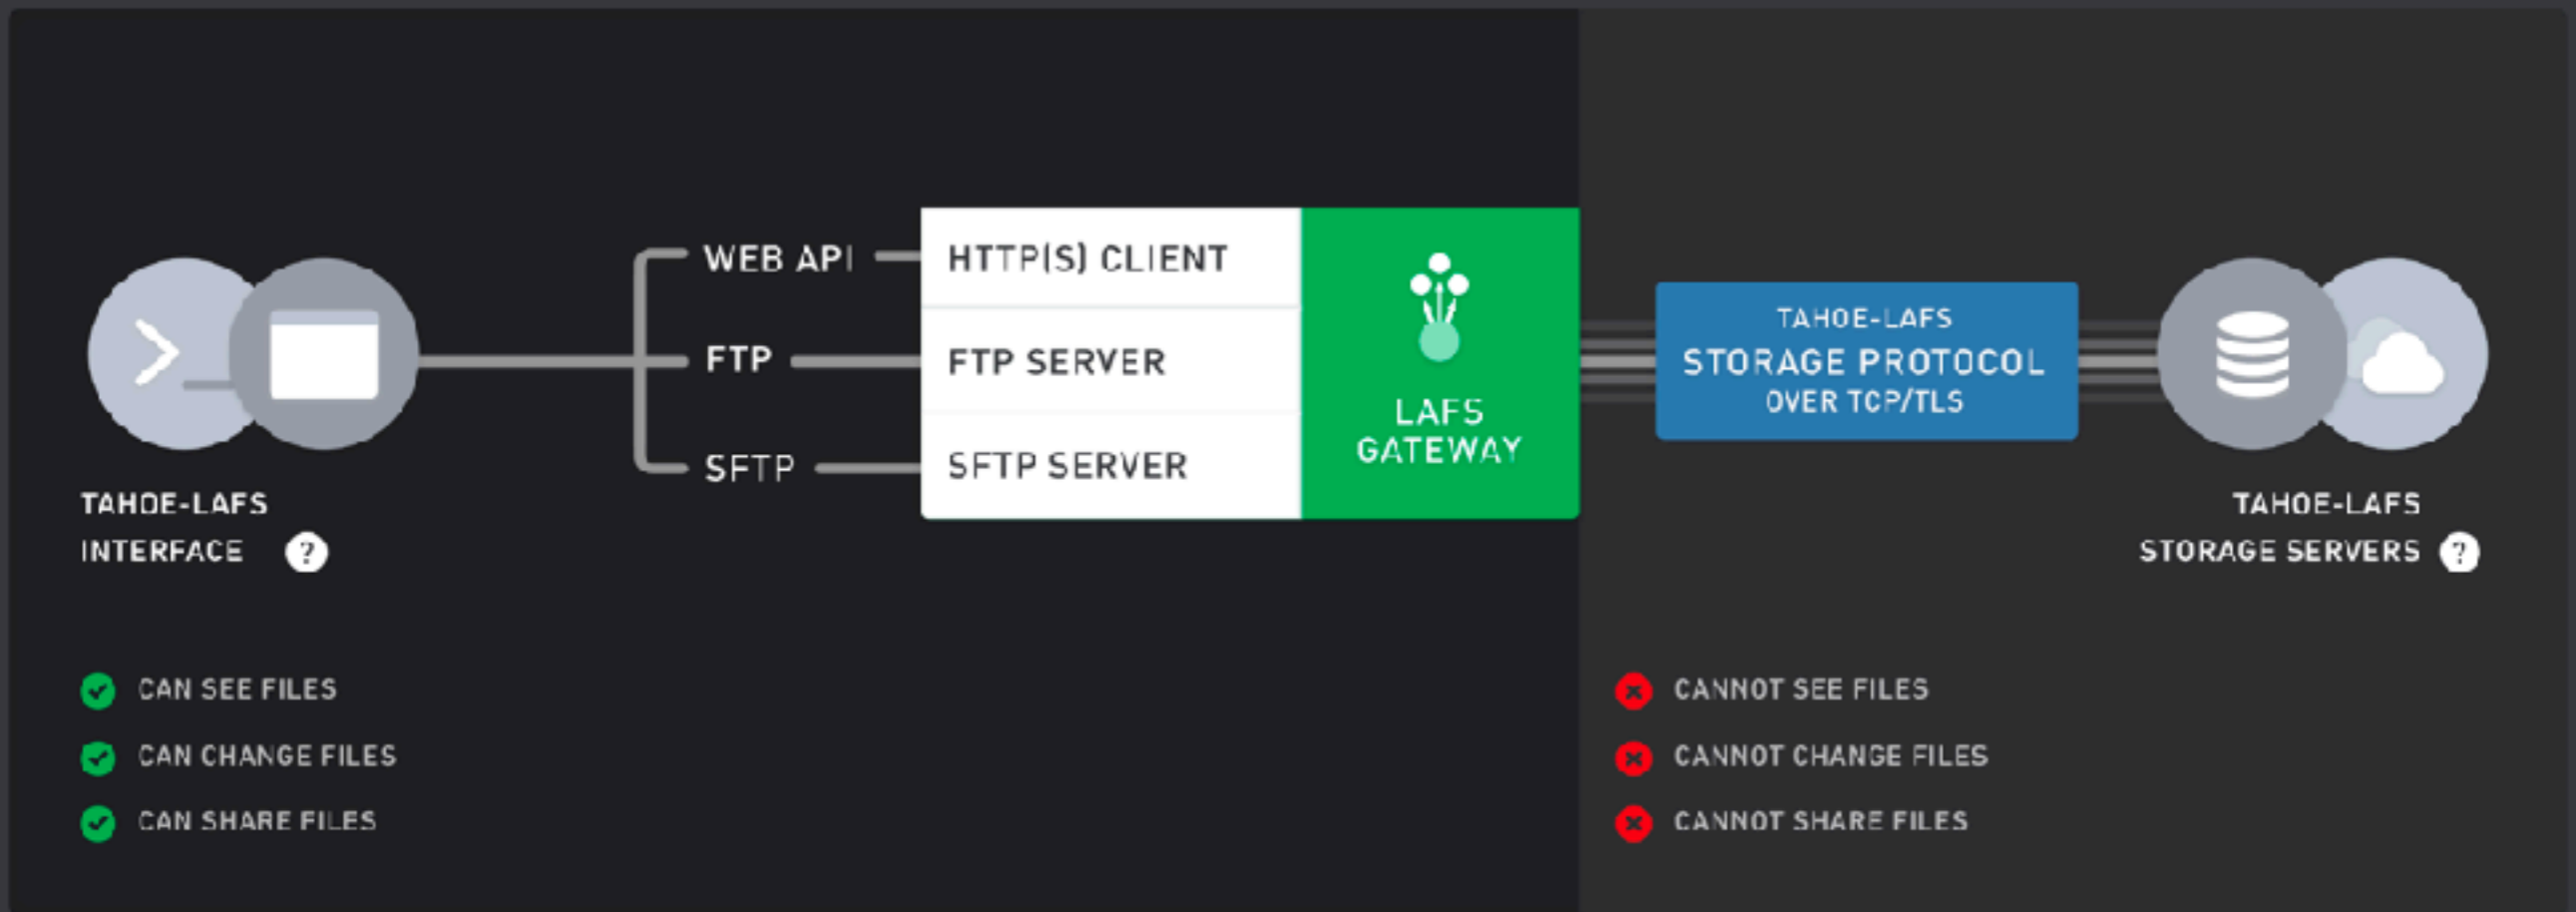 WEB API
HTTP(S) CLIENT
FTP
FTP SERVER
SFTP
SFTP SERVER
LAFS
GATEWAY
TAHOE-LAFS
STORAGE PROTOCOL
OVER TCP/TLS
TAHOE-LAFS
INTERFACE ?
TAHOE-LAFS
STORAGE SERVERS ?
CAN SEE FILES
CAN CHANGE FILES
CAN SHARE FILES
CANNOT SEE FILES
CANNOT CHANGE FILES
CANNOT SHARE FILES